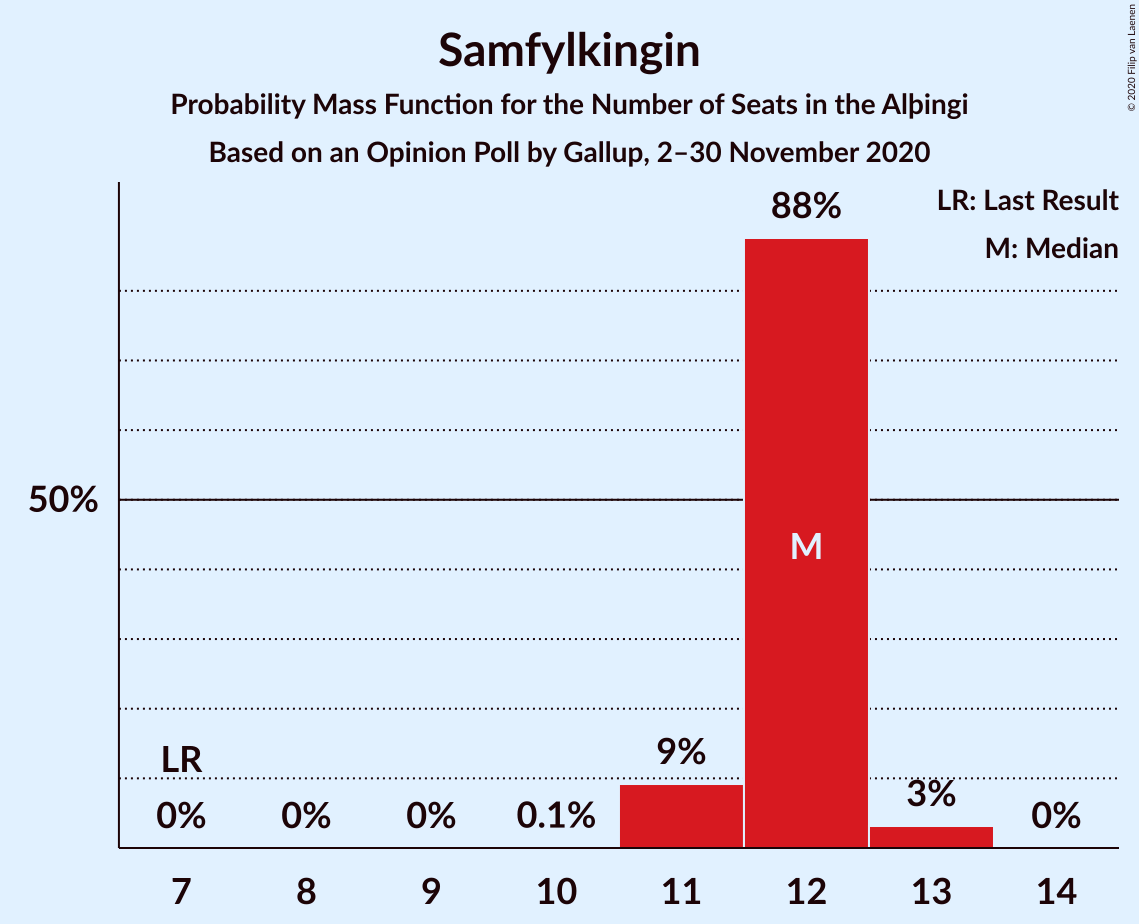 Samfylkingin
Probability Mass Function for the Number of Seats in the Alþingi
Based on an Opinion Poll by Gallup, 2–30 November 2020
© 2020 Filip van Laenen
LR: Last Result
M: Median
88%
50%
M
LR
9%
3%
0%
0%
0%
0.1%
0%
7
8
9
10
11
12
13
14